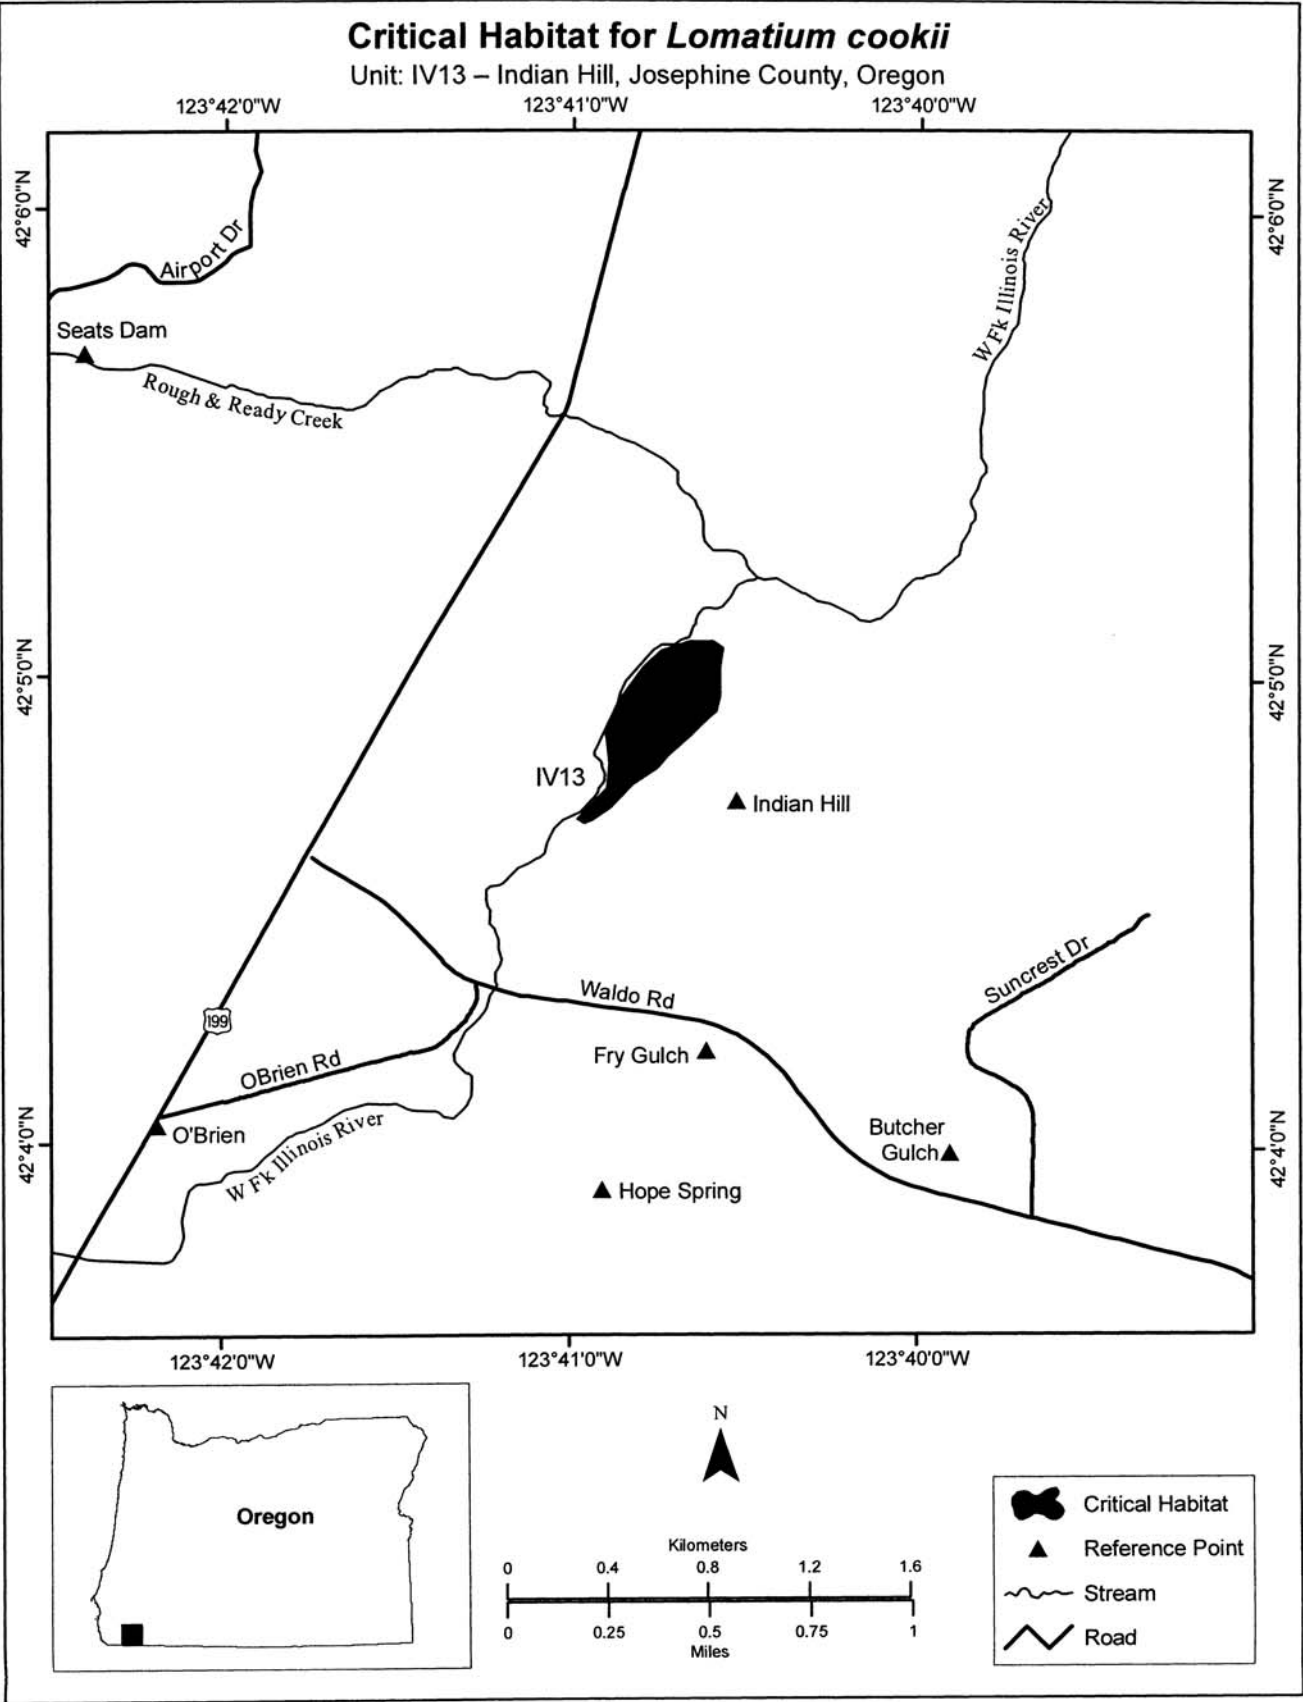 Critical Habitat for Lomatium cookii
Unit: IV13 – Indian Hill, Josephine County, Oregon
123°42'0"W 123°41'0"W 123°40'0"W
42°6'0"N
42°6'0"N
Airport Dr
W Fk Illinois River
Seats Dam
Rough & Ready Creek
42°5'0"N
42°5'0"N
IV13
Indian Hill
Suncrest Dr
Waldo Rd
199
Fry Gulch
OBrien Rd
O'Brien
W Fk Illinois River
Butcher
Gulch
42°4'0"N
42°4'0"N
Hope Spring
123°42'0"W 123°41'0"W 123°40'0"W
Oregon
N
Kilometers
0 0.4 0.8 1.2 1.6
0 0.25 0.5 0.75 1
Miles
Critical Habitat
Reference Point
Stream
Road